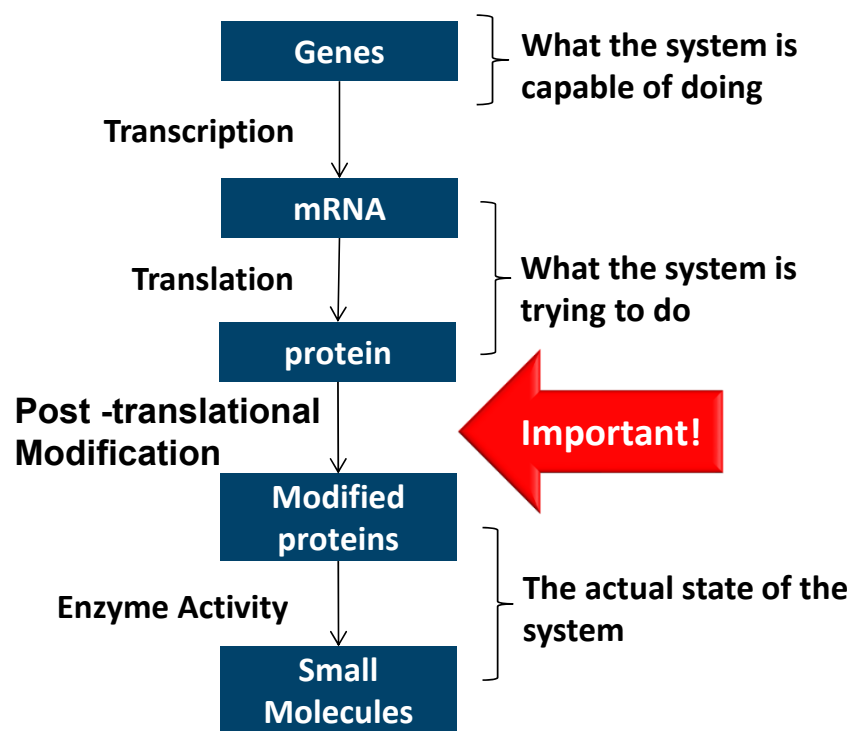 Genes
What the system is
capable of doing
Transcription
mRNA
Translation
What the system is
trying to do
protein
Post -translational
Modification
Important!
Modified
proteins
Enzyme Activity
The actual state of the
system
Small
Molecules